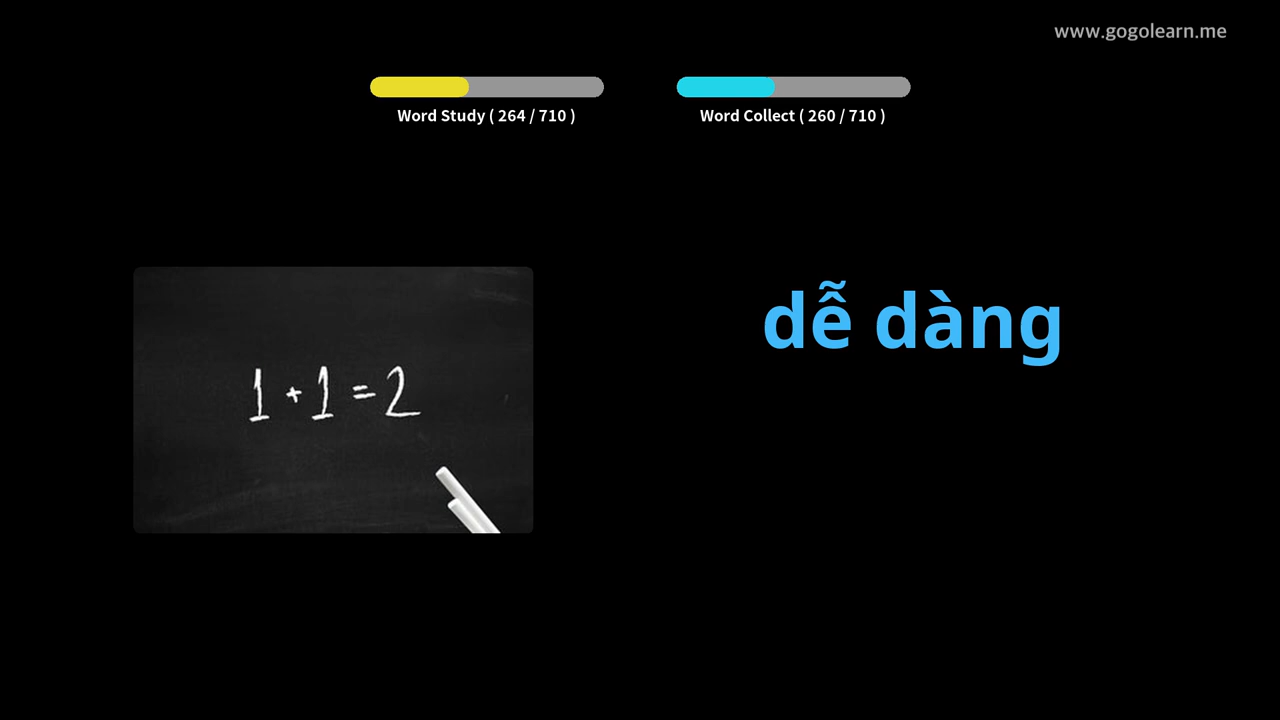 www.gogolearn.me
Word Study ( 264 / 710 )
Word Collect ( 260 / 710 )
dễ dàng
1 + 1 = 2